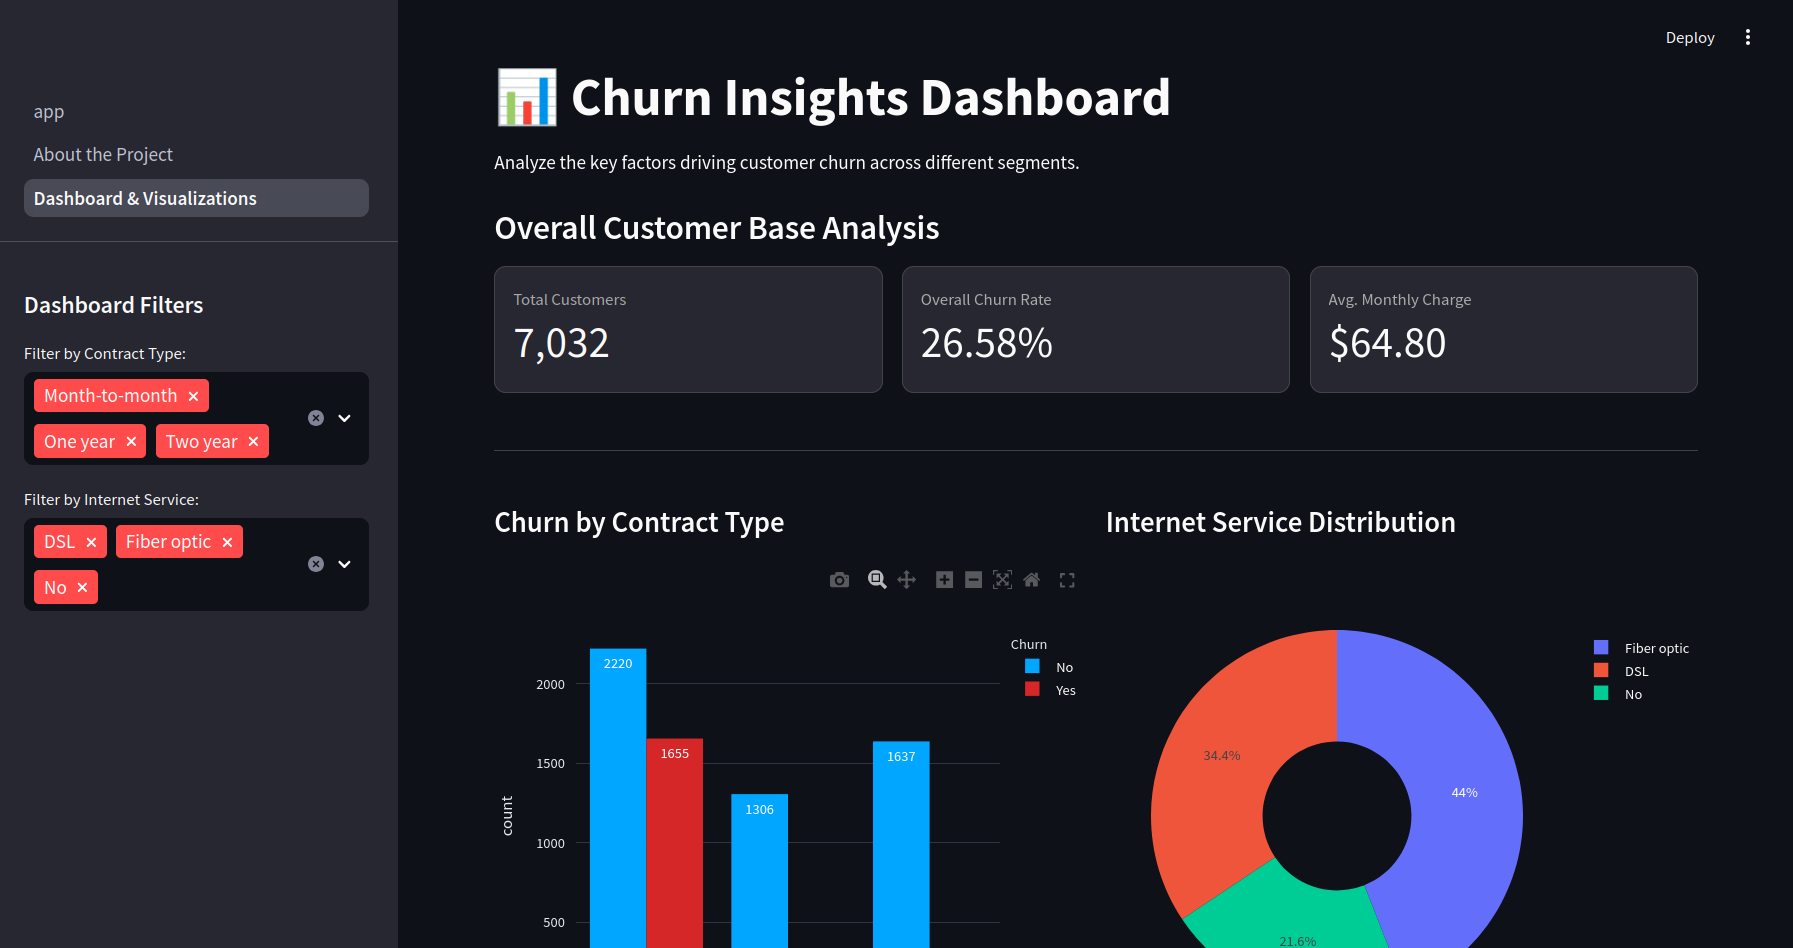 Deploy
app
About the Project
Dashboard & Visualizations
Dashboard Filters
Filter by Contract Type:
Month-to-month
One year
Two year
Filter by Internet Service:
DSL
Fiber optic
No
Churn Insights Dashboard
Analyze the key factors driving customer churn across different segments.
Overall Customer Base Analysis
Total Customers
7,032
Overall Churn Rate
26.58%
Avg. Monthly Charge
$64.80
Churn by Contract Type
2220
1655
1306
1637
2000
1500
1000
500
count
Churn
No
Yes
Internet Service Distribution
34.4%
44%
21.6%
Fiber optic
DSL
No